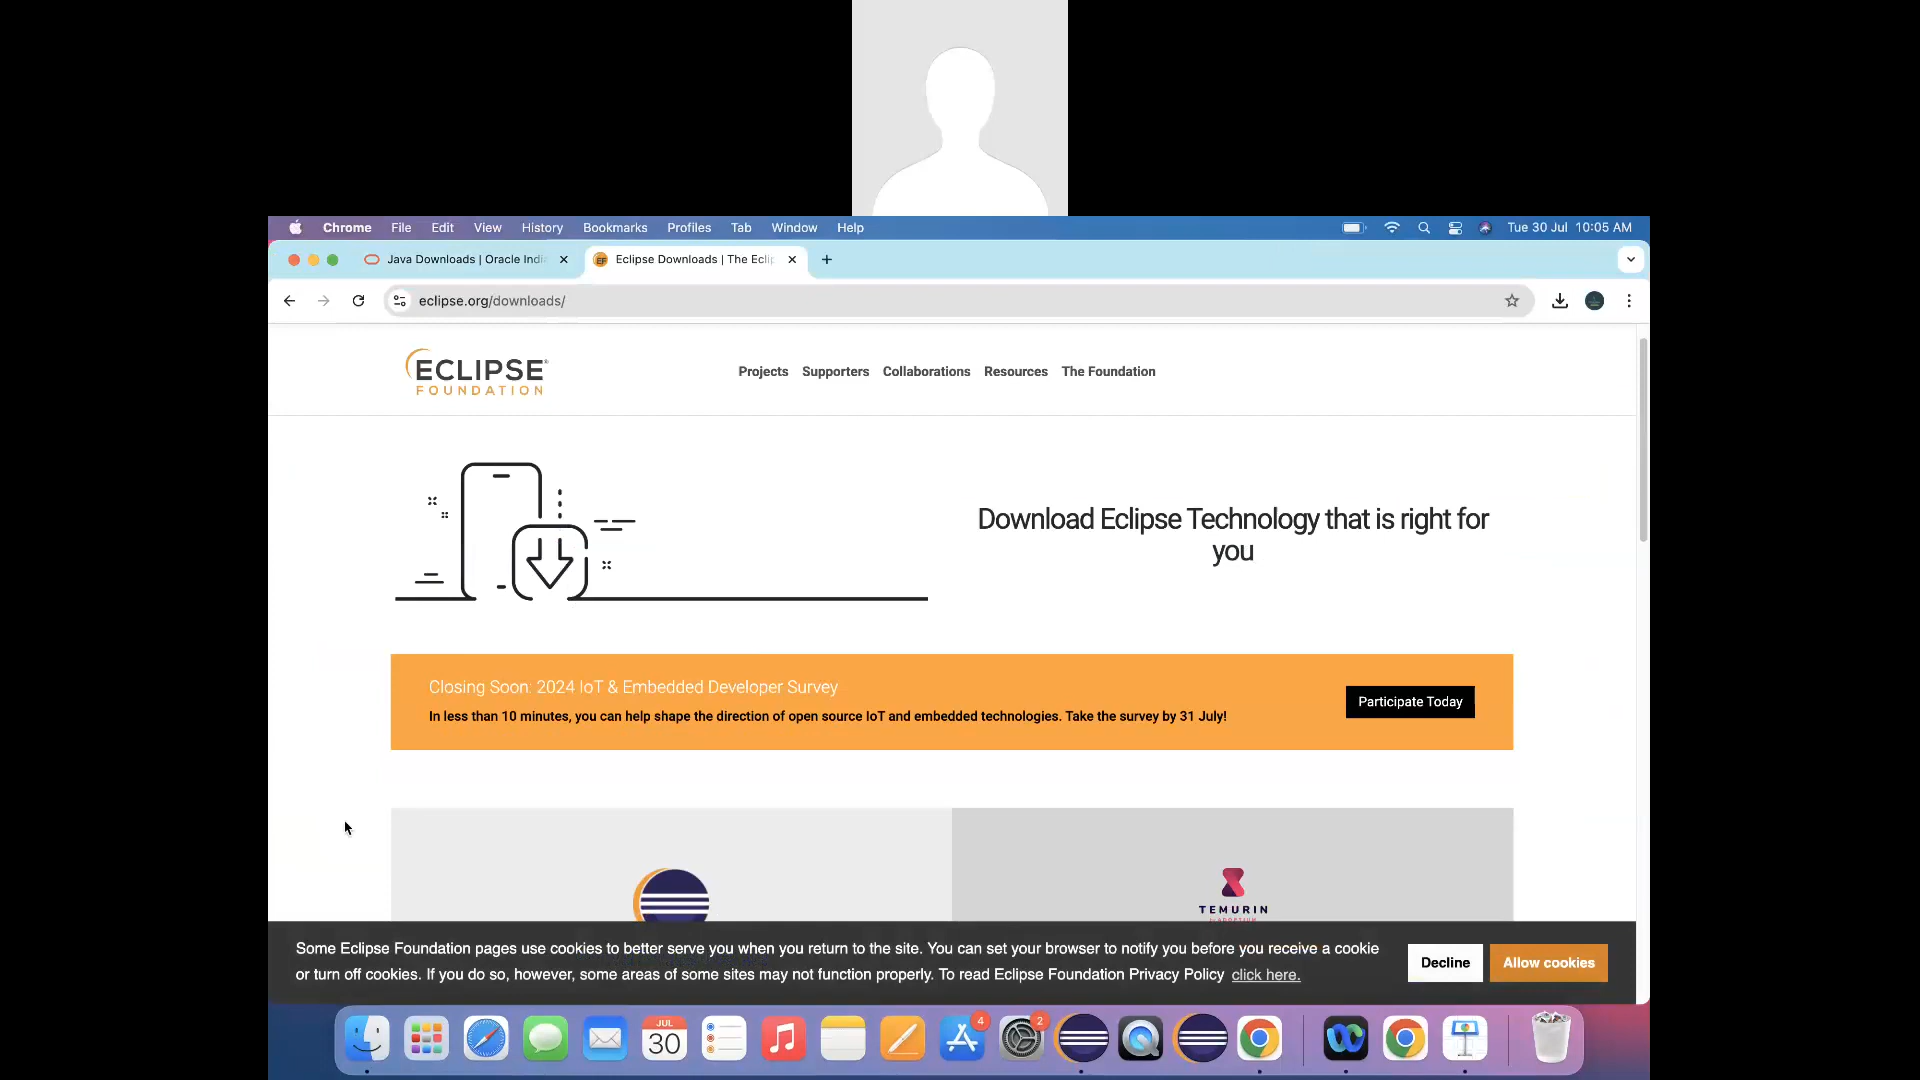 Chrome File Edit View History Bookmarks Profiles Tab Window Help Tue 30 Jul 10:05 AM
Java Downloads | Oracle Indi Eclipse Downloads | The Eclip
eclipse.org/downloads/
ECLIPSE
FOUNDATION
Projects Supporters Collaborations Resources The Foundation
Download Eclipse Technology that is right for
you
Closing Soon: 2024 IoT & Embedded Developer Survey
In less than 10 minutes, you can help shape the direction of open source IoT and embedded technologies. Take the survey by 31 July!
Participate Today
TEMURIN
Some Eclipse Foundation pages use cookies to better serve you when you return to the site. You can set your browser to notify you before you receive a cookie
or turn off cookies. If you do so, however, some areas of some sites may not function properly. To read Eclipse Foundation Privacy Policy click here.
Decline Allow cookies
JUL
30
4
2